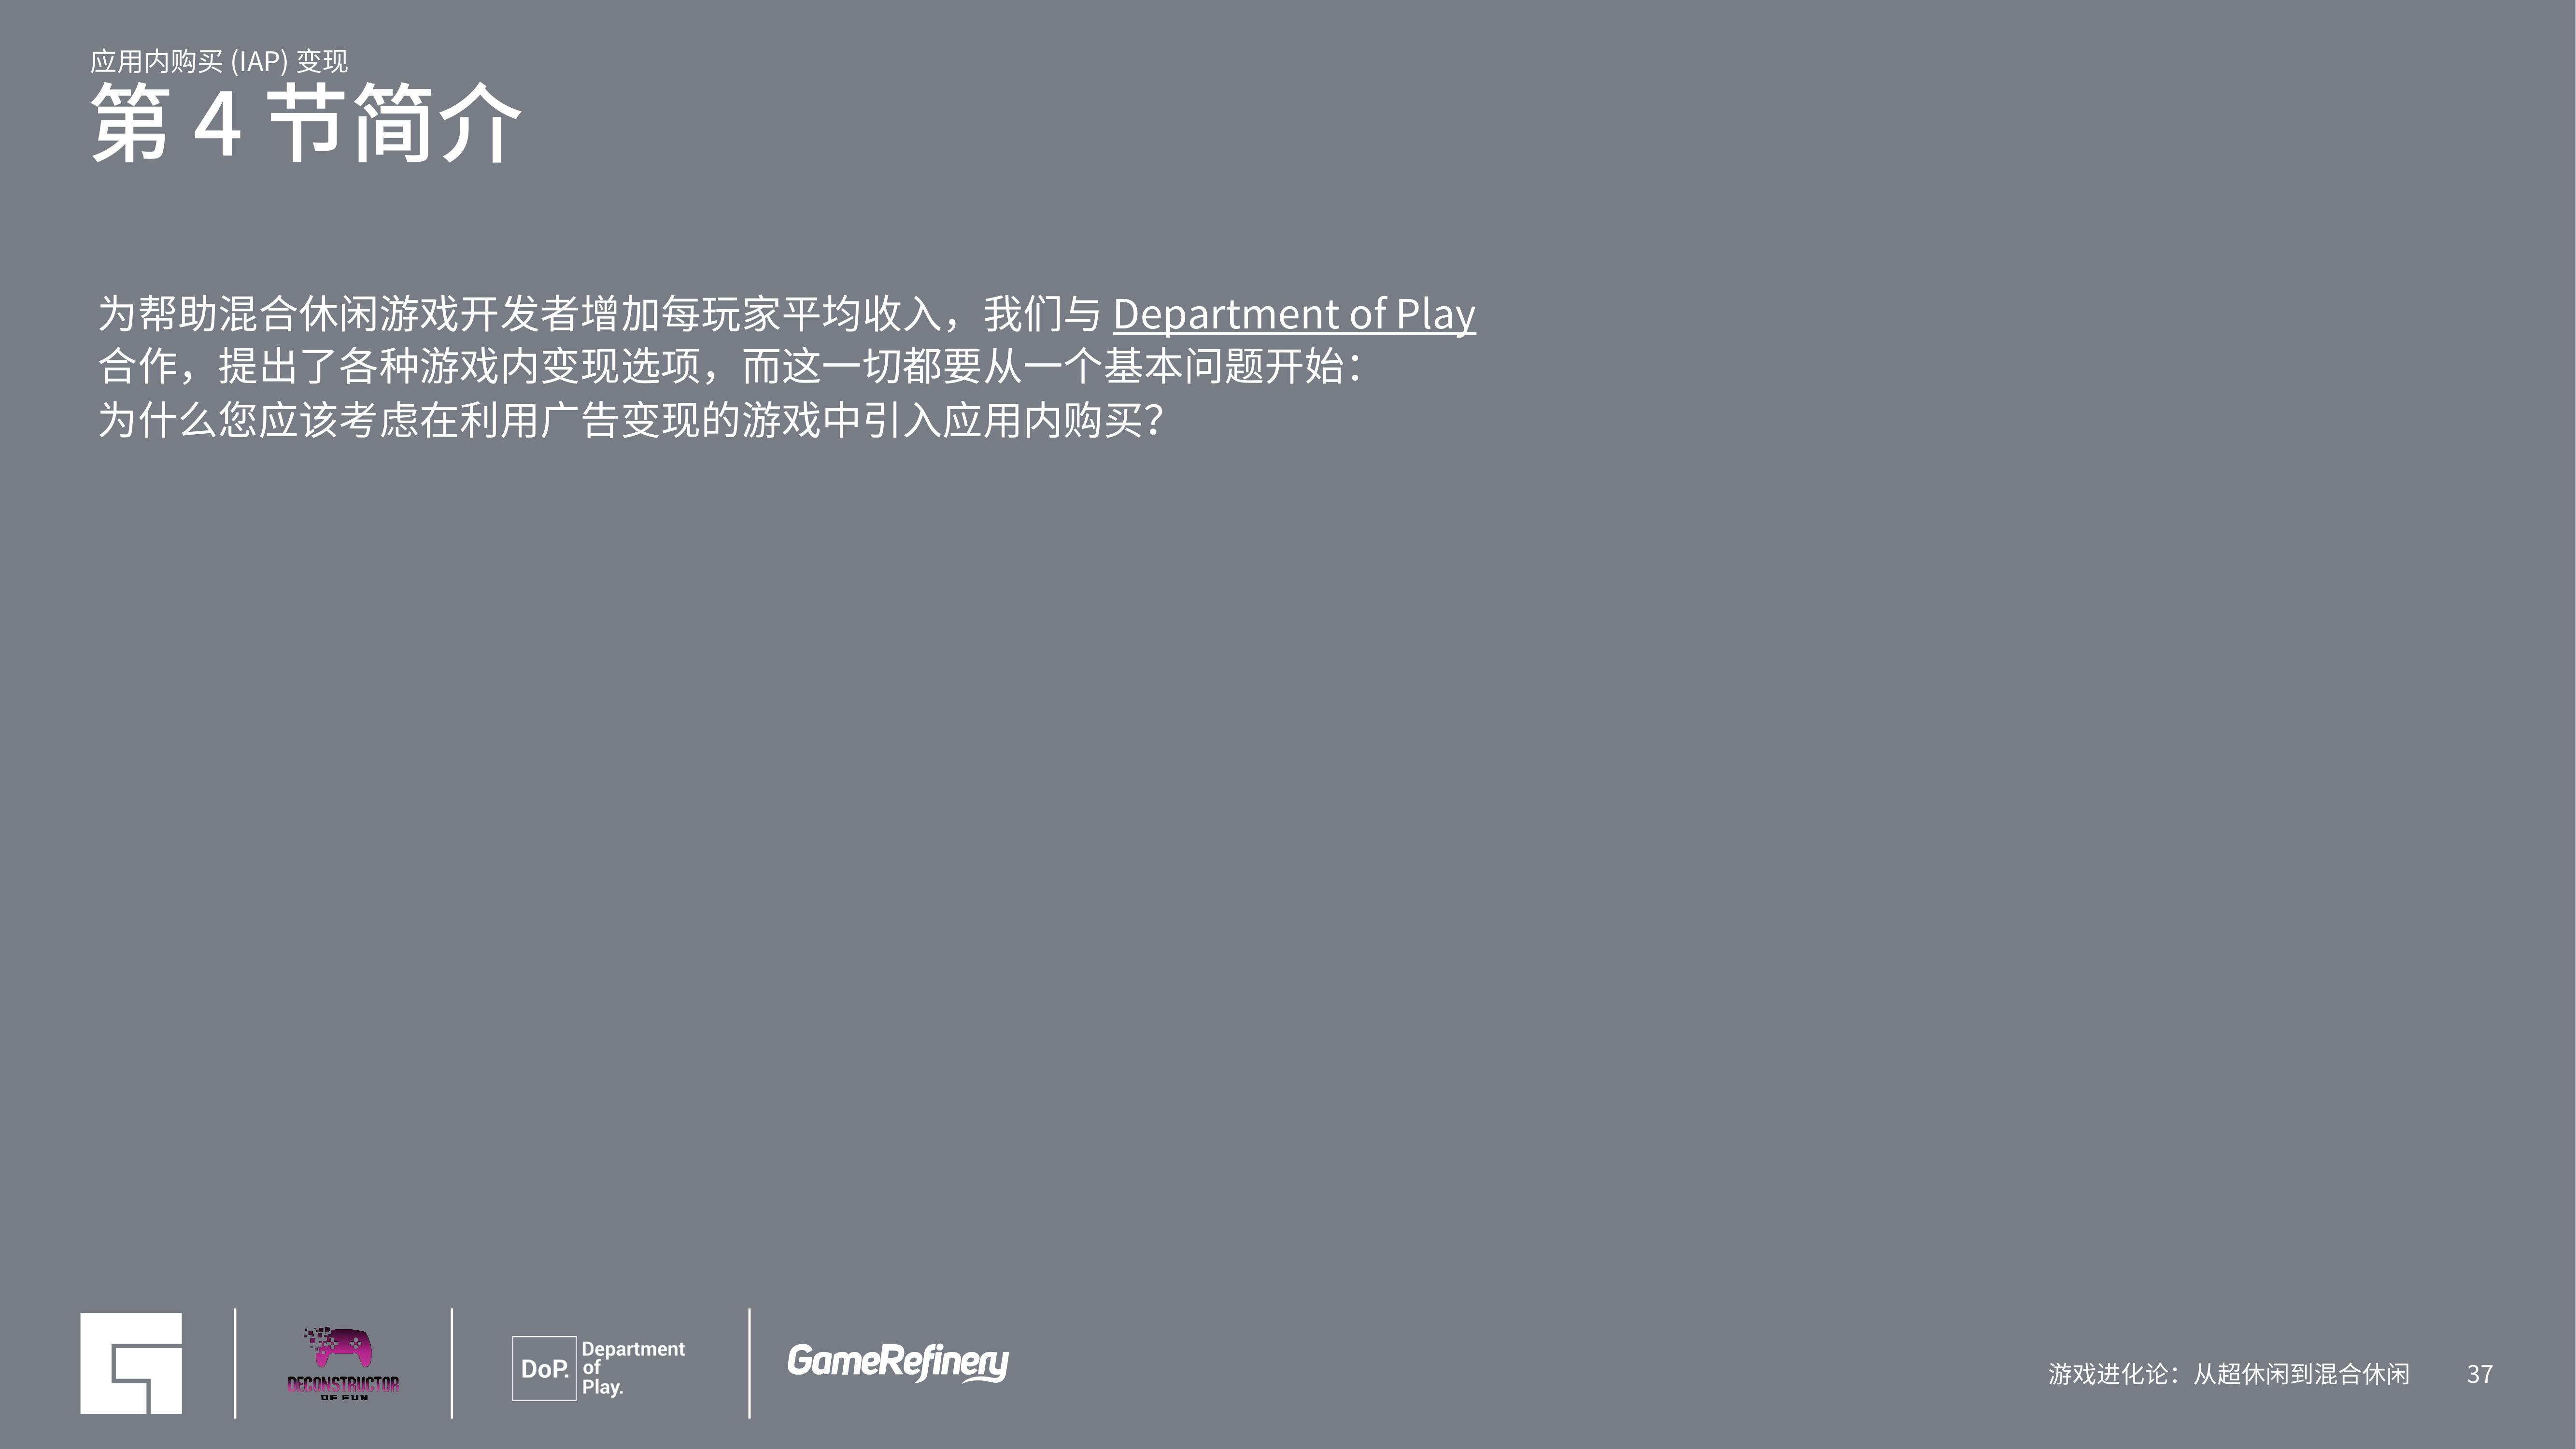 应用内购买 (IAP) 变现
第 4 节简介
为帮助混合休闲游戏开发者增加每玩家平均收入，我们与 Department of Play
合作，提出了各种游戏内变现选项，而这一切都要从一个基本问题开始：
为什么您应该考虑在利用广告变现的游戏中引入应用内购买？
DECONSTRUCTOR
OF FUN
DoP.
Department
of
Play.
GameRefinery
游戏进化论：从超休闲到混合休闲 37